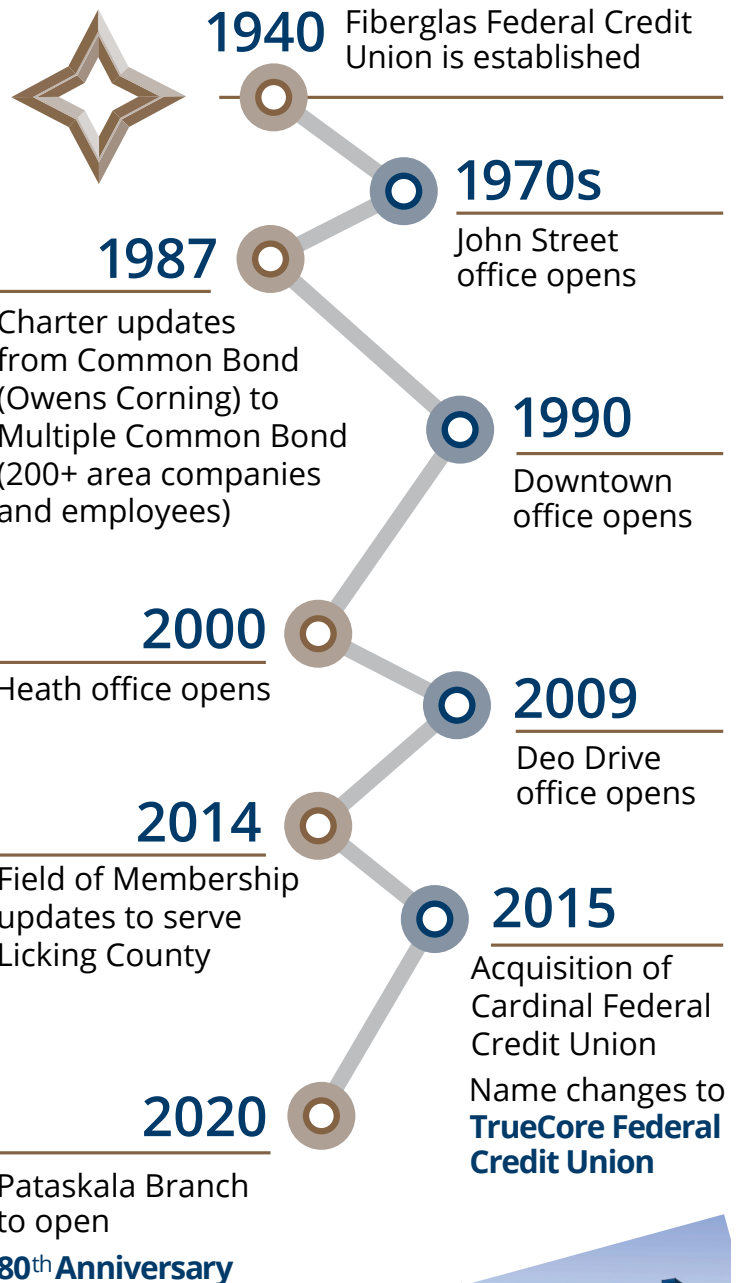 1940
Fiberglas Federal Credit
Union is established
1970s
John Street
office opens
1987
Charter updates
from Common Bond
(Owens Corning) to
Multiple Common Bond
(200+ area companies
and employees)
1990
Downtown
office opens
2000
Heath office opens
2009
Deo Drive
office opens
2014
Field of Membership
updates to serve
Licking County
2015
Acquisition of
Cardinal Federal
Credit Union
Name changes to
TrueCore Federal
Credit Union
2020
Pataskala Branch
to open
80th Anniversary